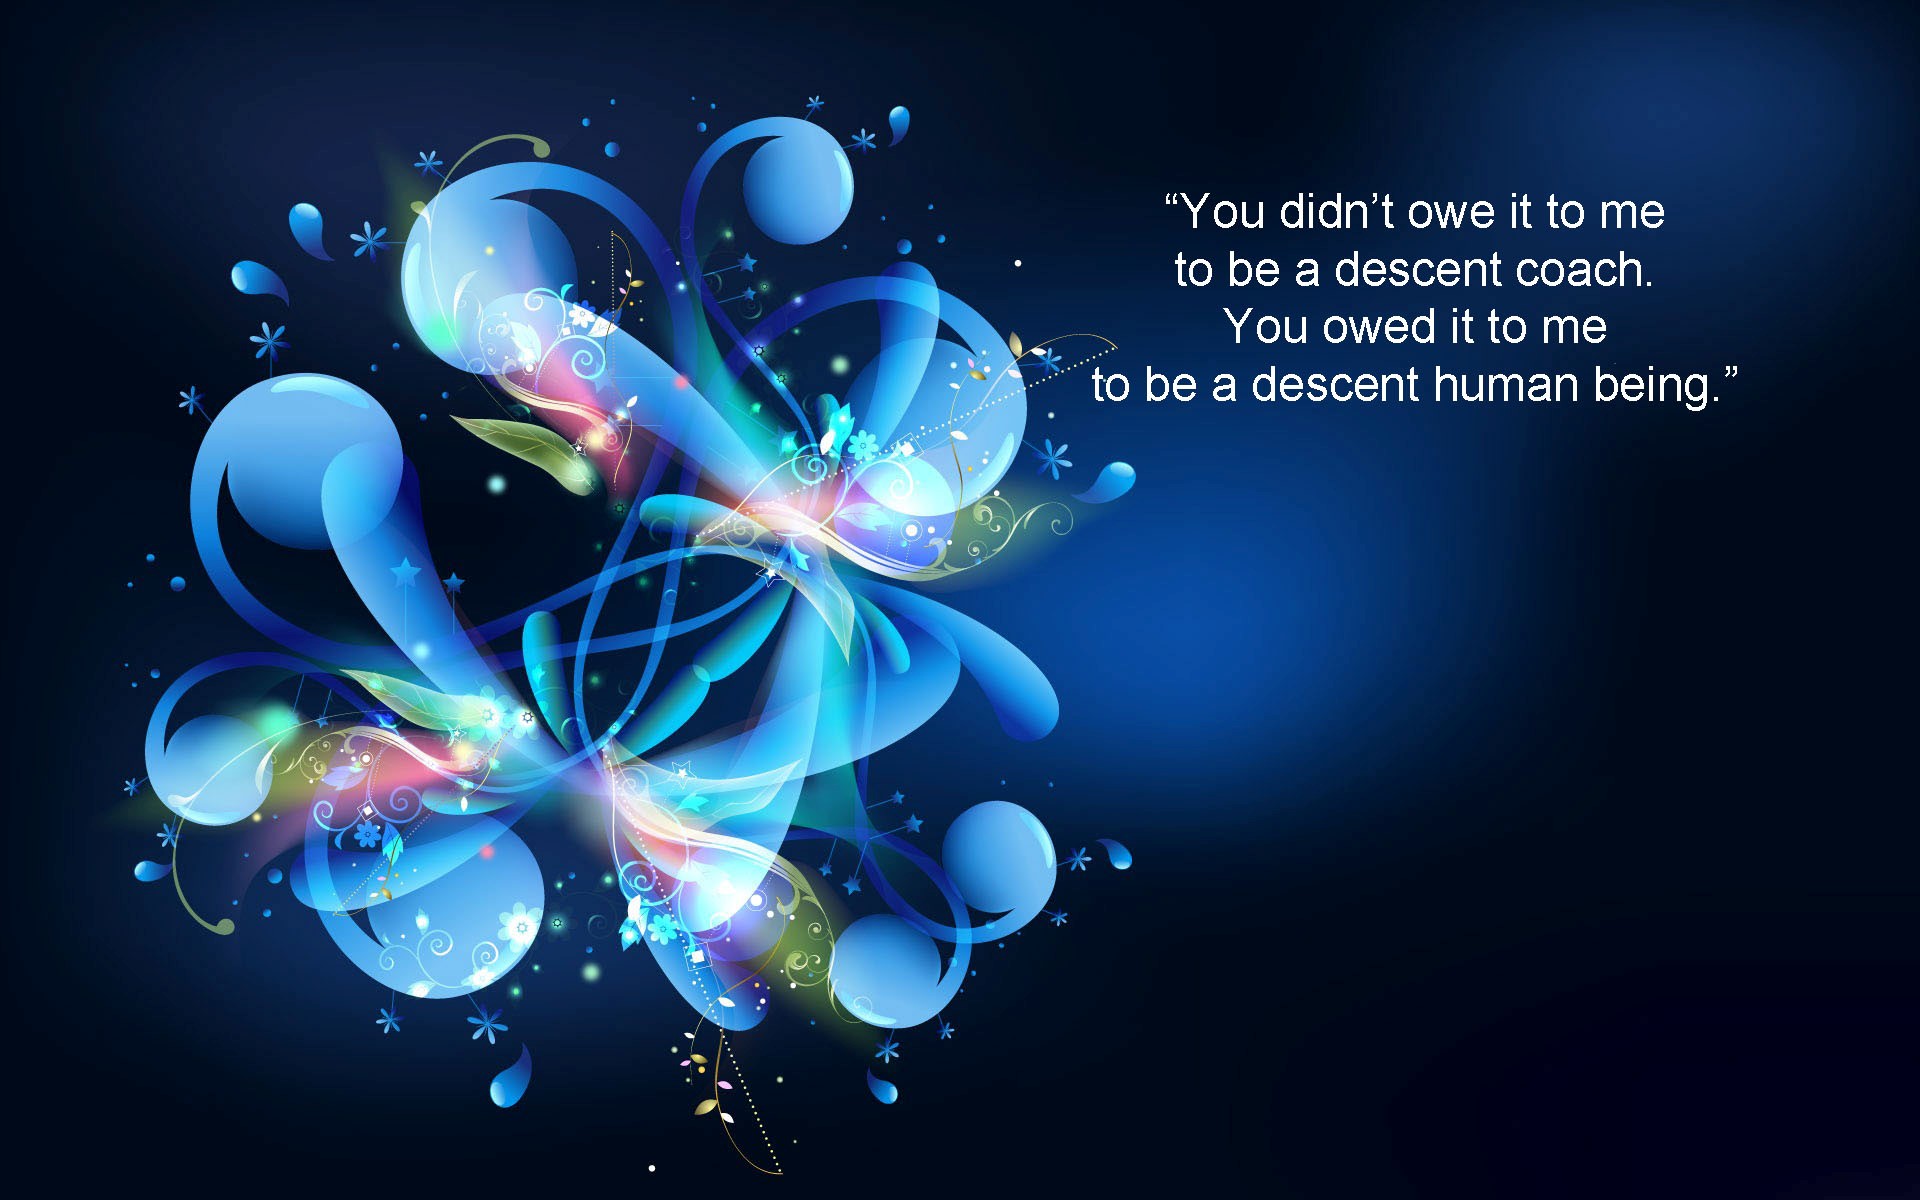 “You didn’t owe it to me
to be a descent coach.
You owed it to me
to be a descent human being.”